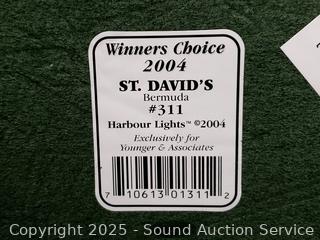 Winners Choice
2004
ST. DAVID'S
Bermuda
#311
Harbour Lights™ ©2004
Exclusively for
Younger & Associates
7 10613 01311 2
Copyright 2025 - Sound Auction Service